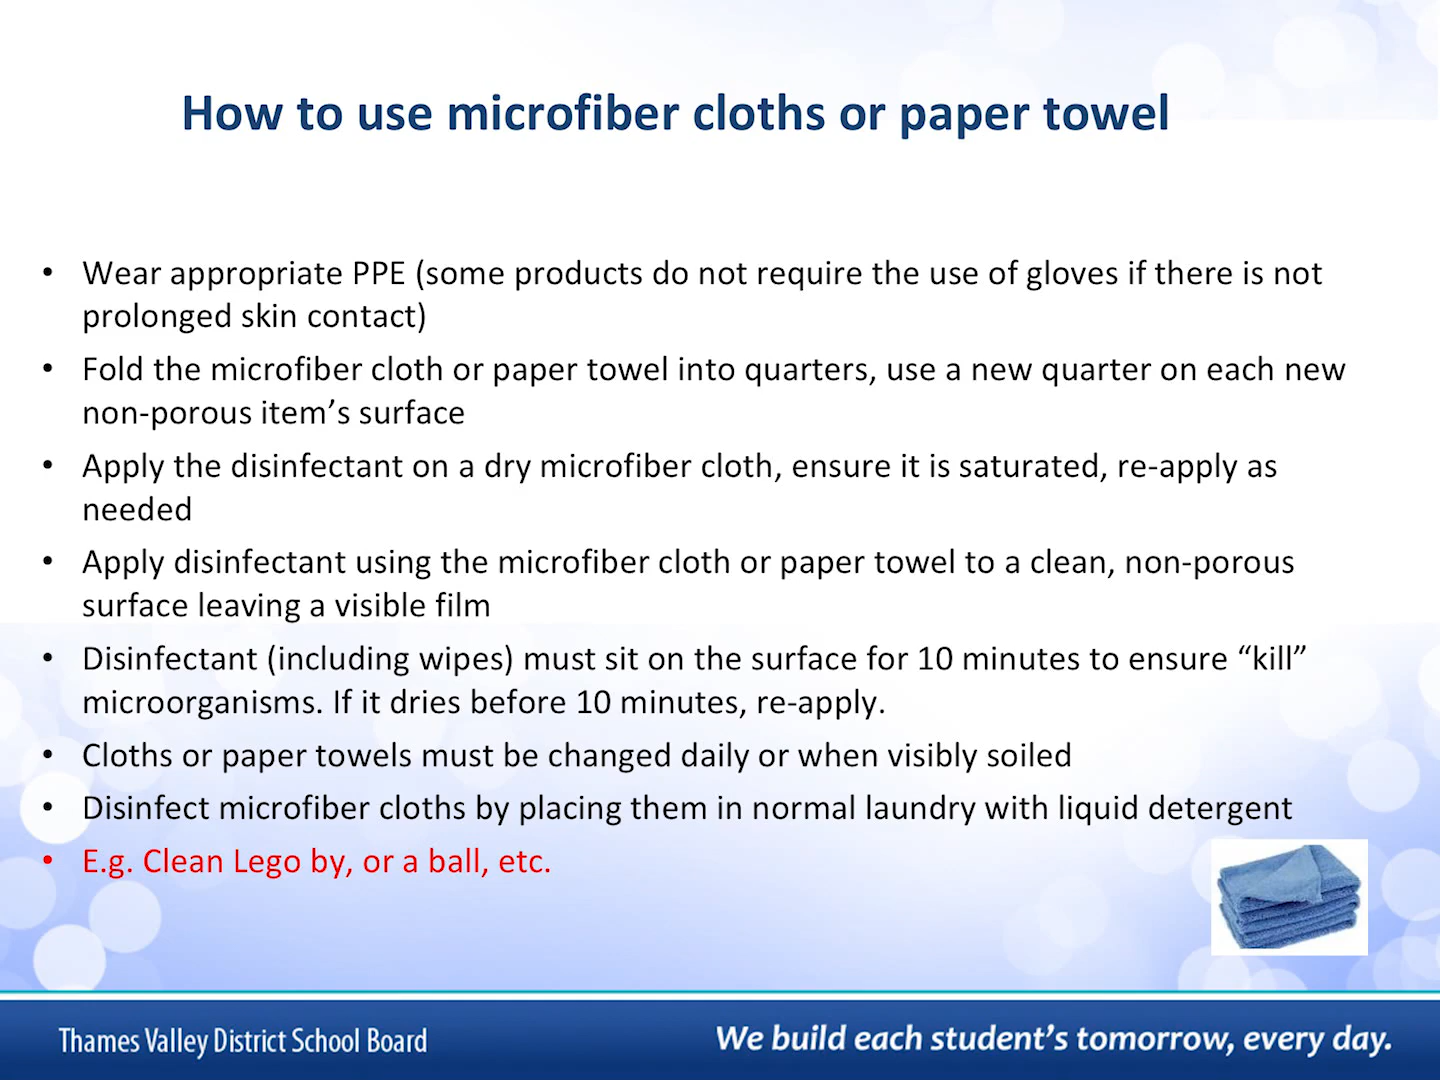 How to use microfiber cloths or paper towel
• Wear appropriate PPE (some products do not require the use of gloves if there is not
prolonged skin contact)
• Fold the microfiber cloth or paper towel into quarters, use a new quarter on each new
non-porous item’s surface
• Apply the disinfectant on a dry microfiber cloth, ensure it is saturated, re-apply as
needed
• Apply disinfectant using the microfiber cloth or paper towel to a clean, non-porous
surface leaving a visible film
• Disinfectant (including wipes) must sit on the surface for 10 minutes to ensure “kill”
microorganisms. If it dries before 10 minutes, re-apply.
• Cloths or paper towels must be changed daily or when visibly soiled
• Disinfect microfiber cloths by placing them in normal laundry with liquid detergent
• E.g. Clean Lego by, or a ball, etc.
Thames Valley District School Board
We build each student’s tomorrow, every day.